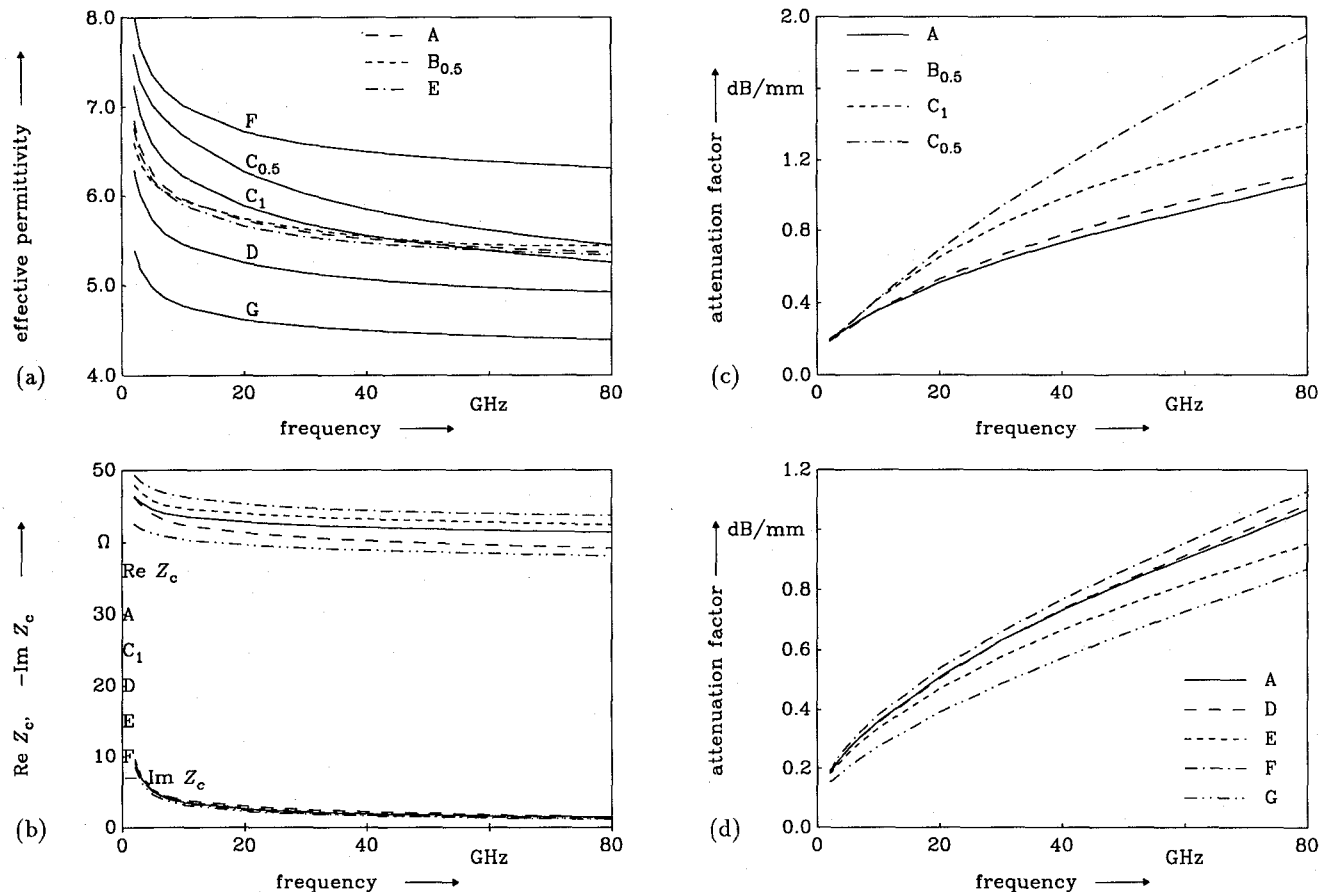 8.0
7.0
6.0
5.0
4.0
effective permittivity
A
B0.5
E
F
C0.5
C1
D
G
(a)
0
20
40
GHz
80
frequency
50
Ω
Re Zc
30
A
C1
20
D
E
10
F
-Im Zc
0
Re Zc, -Im Zc
(b)
0
20
40
60
GHz
80
frequency
2.0
dB/mm
1.2
0.8
0.4
0.0
attenuation factor
A
B0.5
C1
C0.5
(c)
0
20
40
GHz
80
frequency
1.2
dB/mm
0.8
0.6
0.4
0.2
0.0
attenuation factor
A
D
E
F
G
(d)
0
20
40
60
GHz
80
frequency